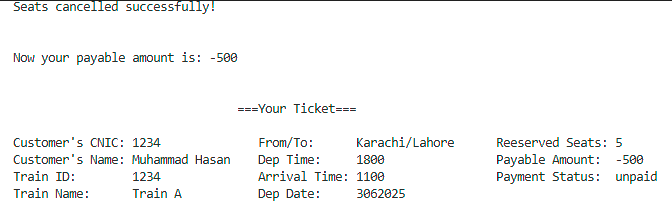 Seats cancelled successfully!
Now your payable amount is: -500
===Your Ticket===
Customer's CNIC: 1234 From/To: Karachi/Lahore Reeserved Seats: 5
Customer's Name: Muhammad Hasan Dep Time: 1800 Payable Amount: -500
Train ID: 1234 Arrival Time: 1100 Payment Status: unpaid
Train Name: Train A Dep Date: 3062025